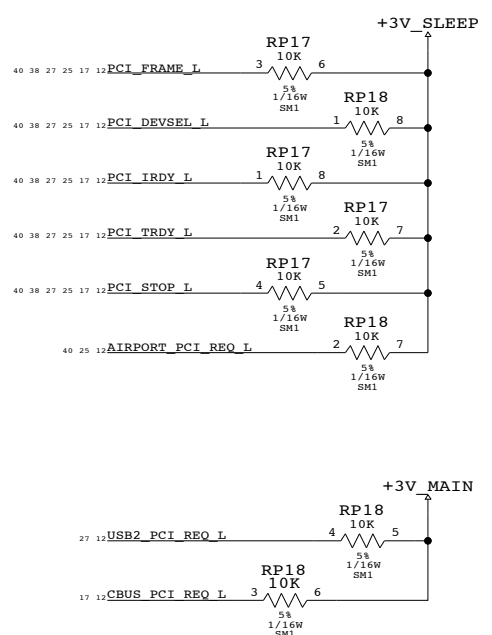 +3V_SLEEP
RP17
10K
40 38 27 25 17 12 PCI_FRAME_L 3 6
5%
1/16W
SM1
RP18
10K
40 38 27 25 17 12 PCI_DEVSEL_L 1 8
5%
1/16W
SM1
RP17
10K
40 38 27 25 17 12 PCI_IRDY_L 1 8
5%
1/16W
SM1
RP17
10K
40 38 27 25 17 12 PCI_TRDY_L 2 7
5%
1/16W
SM1
RP17
10K
40 38 27 25 17 12 PCI_STOP_L 4 5
5%
1/16W
SM1
RP18
10K
40 25 12 AIRPORT_PCI_REQ_L 2 7
5%
1/16W
SM1
+3V_MAIN
RP18
10K
27 12 USB2_PCI_REQ_L 4 5
5%
1/16W
SM1
RP18
10K
17 12 CBUS_PCI_REQ_L 3 6
5%
1/16W
SM1